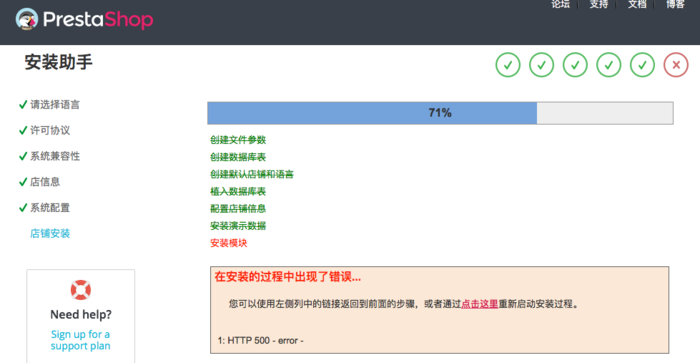 论坛 支持 文档 博客
PrestaShop
安装助手
请选择语言
许可协议
系统兼容性
店信息
系统配置
店铺安装
71%
创建文件参数
创建数据库表
创建默认店铺和语言
植入数据库表
配置店铺信息
安装演示数据
安装模块
在安装的过程中出现了错误...
您可以使用左侧列中的链接返回到前面的步骤，或者通过点击这里重新启动安装过程。
1: HTTP 500 - error -
Need help?
Sign up for a
support plan